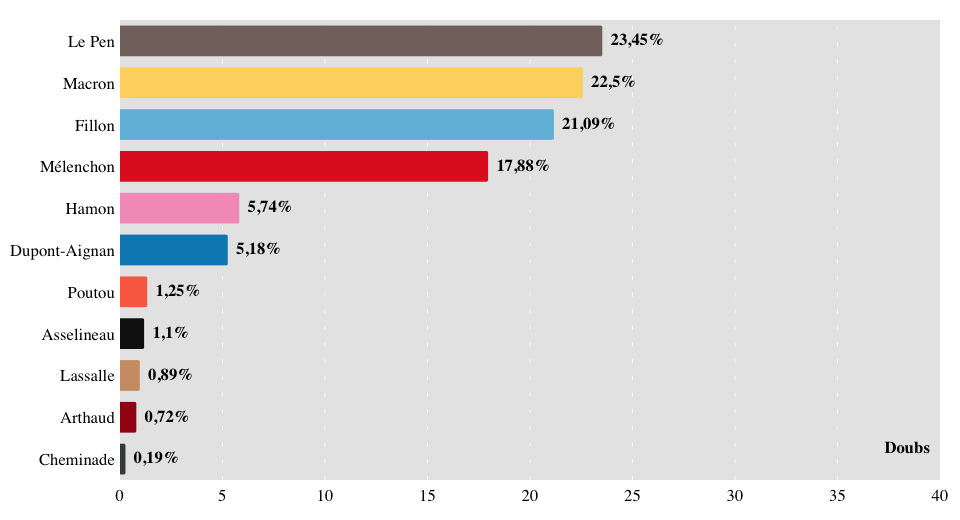 Le Pen 23,45%
Macron 22,5%
Fillon 21,09%
Mélenchon 17,88%
Hamon 5,74%
Dupont-Aignan 5,18%
Poutou 1,25%
Asselineau 1,1%
Lassalle 0,89%
Arthaud 0,72%
Doubs
Cheminade 0,19%
0 5 10 15 20 25 30 35 40